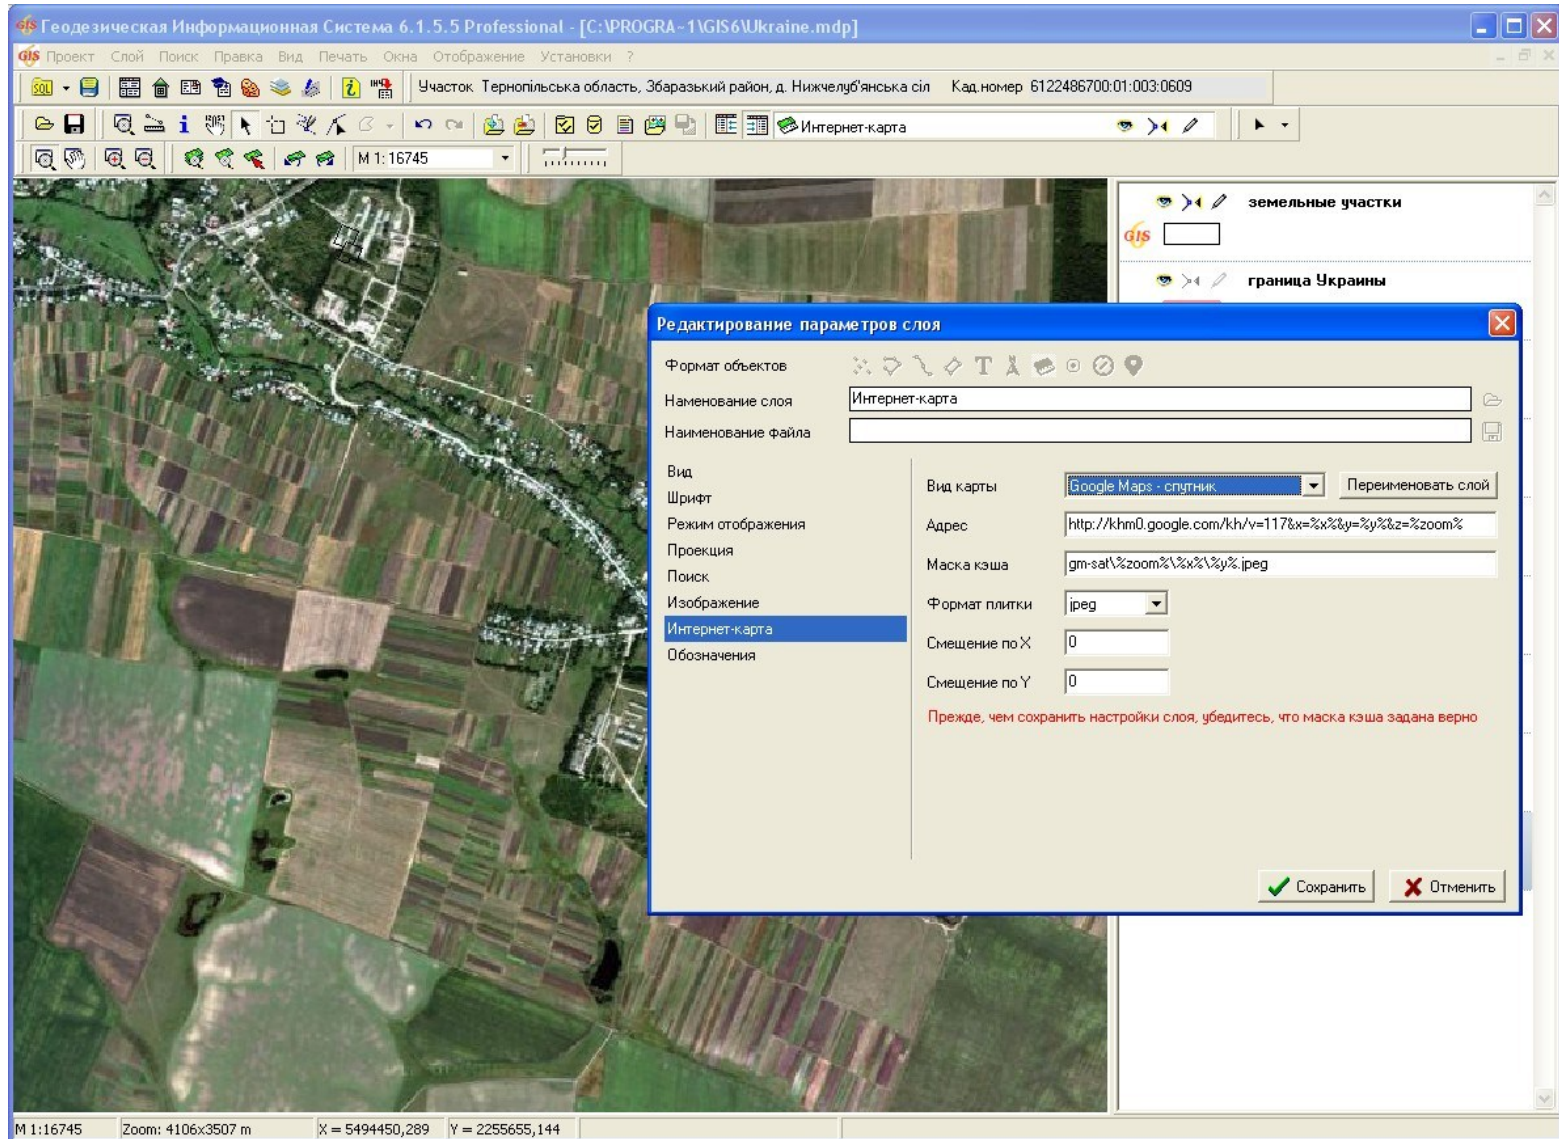 GIS Геодезическая Информационная Система 6.1.5.5 Professional - [C:\PROGRA~1\GIS6\Ukraine.mdp]
GIS Проект Слой Поиск Правка Вид Печать Окна Отображение Установки ?
SQL Участок Тернопільська область, Збаразький район, д. Нижчелуб'янська сіл Кад.номер 6122486700:01:003:0609
Интернет-карта
М 1: 16745
земельные участки
GIS
граница Украины
Редактирование параметров слоя
Формат объектов
Наменование слоя Интернет-карта
Наименование файла
Вид
Шрифт
Режим отображения
Проекция
Поиск
Изображение
Интернет-карта
Обозначения
Вид карты Google Maps - спутник Переименовать слой
Адрес http://khm0.google.com/kh/v=117&x=%x%&y=%y%&z=%zoom%
Маска кэша gm-sat\%zoom%\%x%\%y%.jpeg
Формат плитки jpeg
Смещение по X 0
Смещение по Y 0
Прежде, чем сохранить настройки слоя, убедитесь, что маска кэша задана верно
Сохранить Отменить
М 1:16745 Zoom: 4106x3507 m X = 5494450,289 Y = 2255655,144